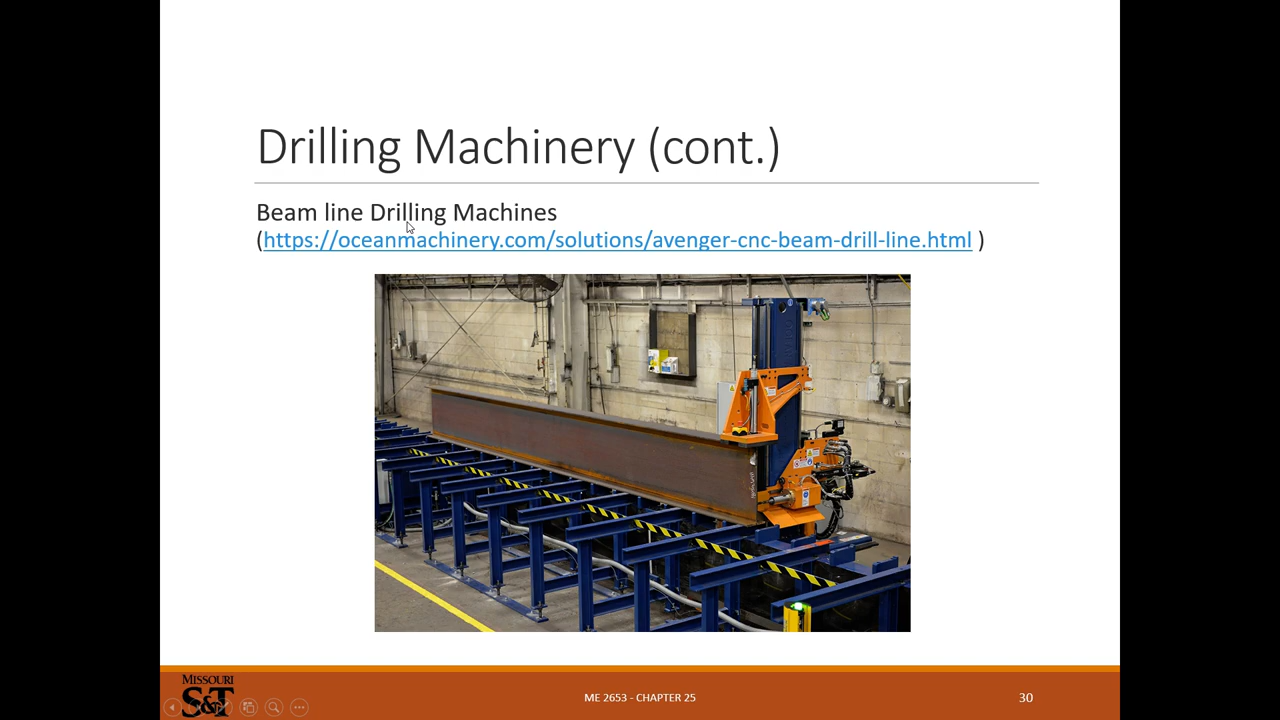 Drilling Machinery (cont.)
Beam line Drilling Machines
(https://oceanmachinery.com/solutions/avenger-cnc-beam-drill-line.html )
MISSOURI
S&T
ME 2653 - CHAPTER 25
30